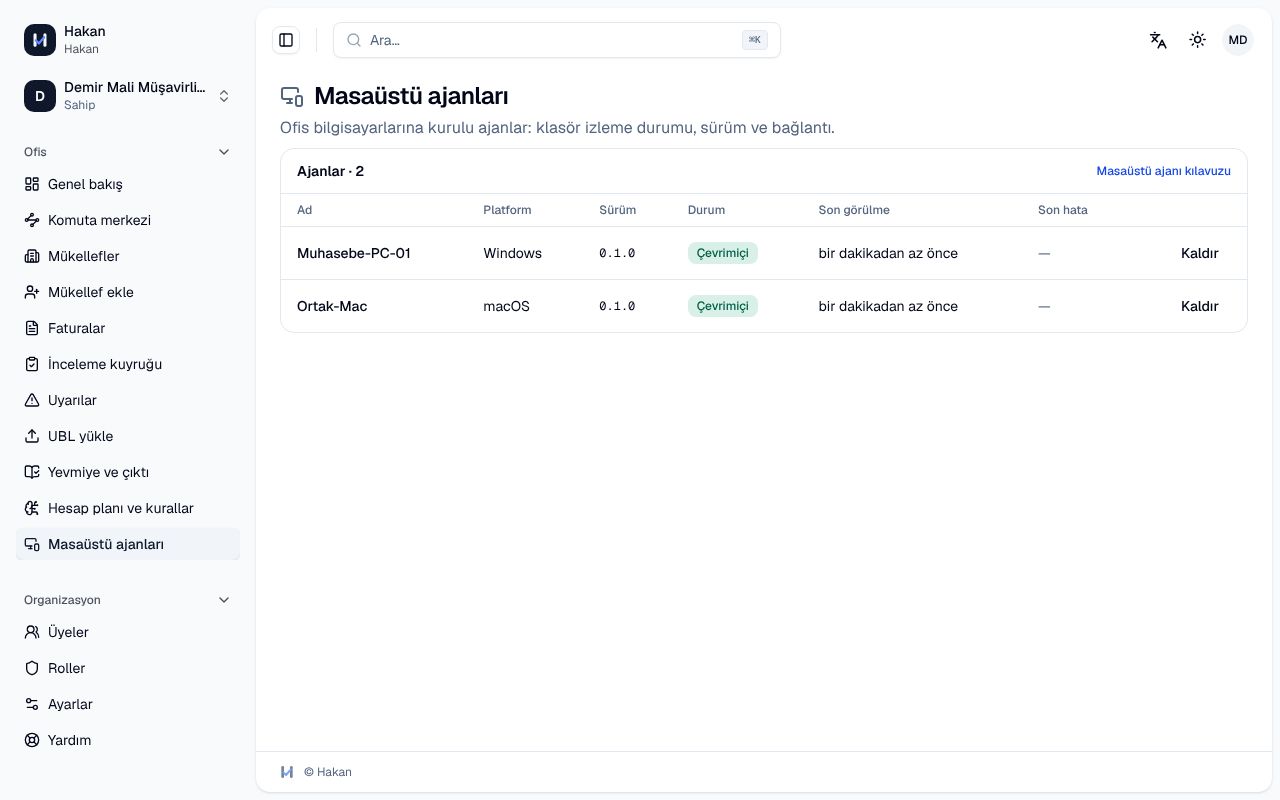 Hakan
Hakan
Demir Mali Müşavirli...
Sahip
D
Ofis
Genel bakış
Komuta merkezi
Mükellefler
Mükellef ekle
Faturalar
İnceleme kuyruğu
Uyarılar
UBL yükle
Yevmiye ve çıktı
Hesap planı ve kurallar
Masaüstü ajanları
Organizasyon
Üyeler
Roller
Ayarlar
Yardım
Ara... ⌘K
MD
Masaüstü ajanları
Ofis bilgisayarlarına kurulu ajanlar: klasör izleme durumu, sürüm ve bağlantı.
Ajanlar · 2 Masaüstü ajanı kılavuzu
Ad Platform Sürüm Durum Son görülme Son hata
Muhasebe-PC-01 Windows 0.1.0 Çevrimiçi bir dakikadan az önce — Kaldır
Ortak-Mac macOS 0.1.0 Çevrimiçi bir dakikadan az önce — Kaldır
© Hakan